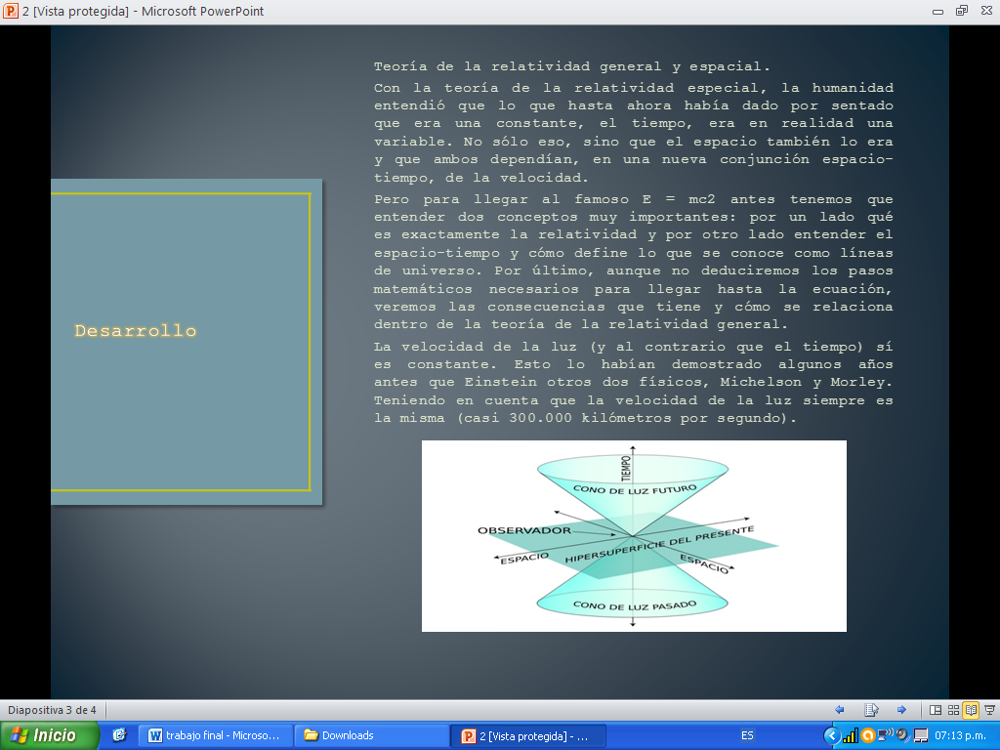 2 [Vista protegida] - Microsoft PowerPoint
Teoría de la relatividad general y espacial.
Con la teoría de la relatividad especial, la humanidad
entendió que lo que hasta ahora había dado por sentado
que era una constante, el tiempo, era en realidad una
variable. No sólo eso, sino que el espacio también lo era
y que ambos dependían, en una nueva conjunción espacio-
tiempo, de la velocidad.
Pero para llegar al famoso E = mc2 antes tenemos que
entender dos conceptos muy importantes: por un lado qué
es exactamente la relatividad y por otro lado entender el
espacio-tiempo y cómo define lo que se conoce como líneas
de universo. Por último, aunque no deduciremos los pasos
matemáticos necesarios para llegar hasta la ecuación,
veremos las consecuencias que tiene y cómo se relaciona
dentro de la teoría de la relatividad general.
La velocidad de la luz (y al contrario que el tiempo) sí
es constante. Esto lo habían demostrado algunos años
antes que Einstein otros dos físicos, Michelson y Morley.
Teniendo en cuenta que la velocidad de la luz siempre es
la misma (casi 300.000 kilómetros por segundo).
Desarrollo
TIEMPO
CONO DE LUZ FUTURO
OBSERVADOR
HIPERSUPERFICIE DEL PRESENTE
ESPACIO
ESPACIO
CONO DE LUZ PASADO
Diapositiva 3 de 4
Inicio
trabajo final - Microso...
Downloads
2 [Vista protegida] - ...
ES
07:13 p.m.